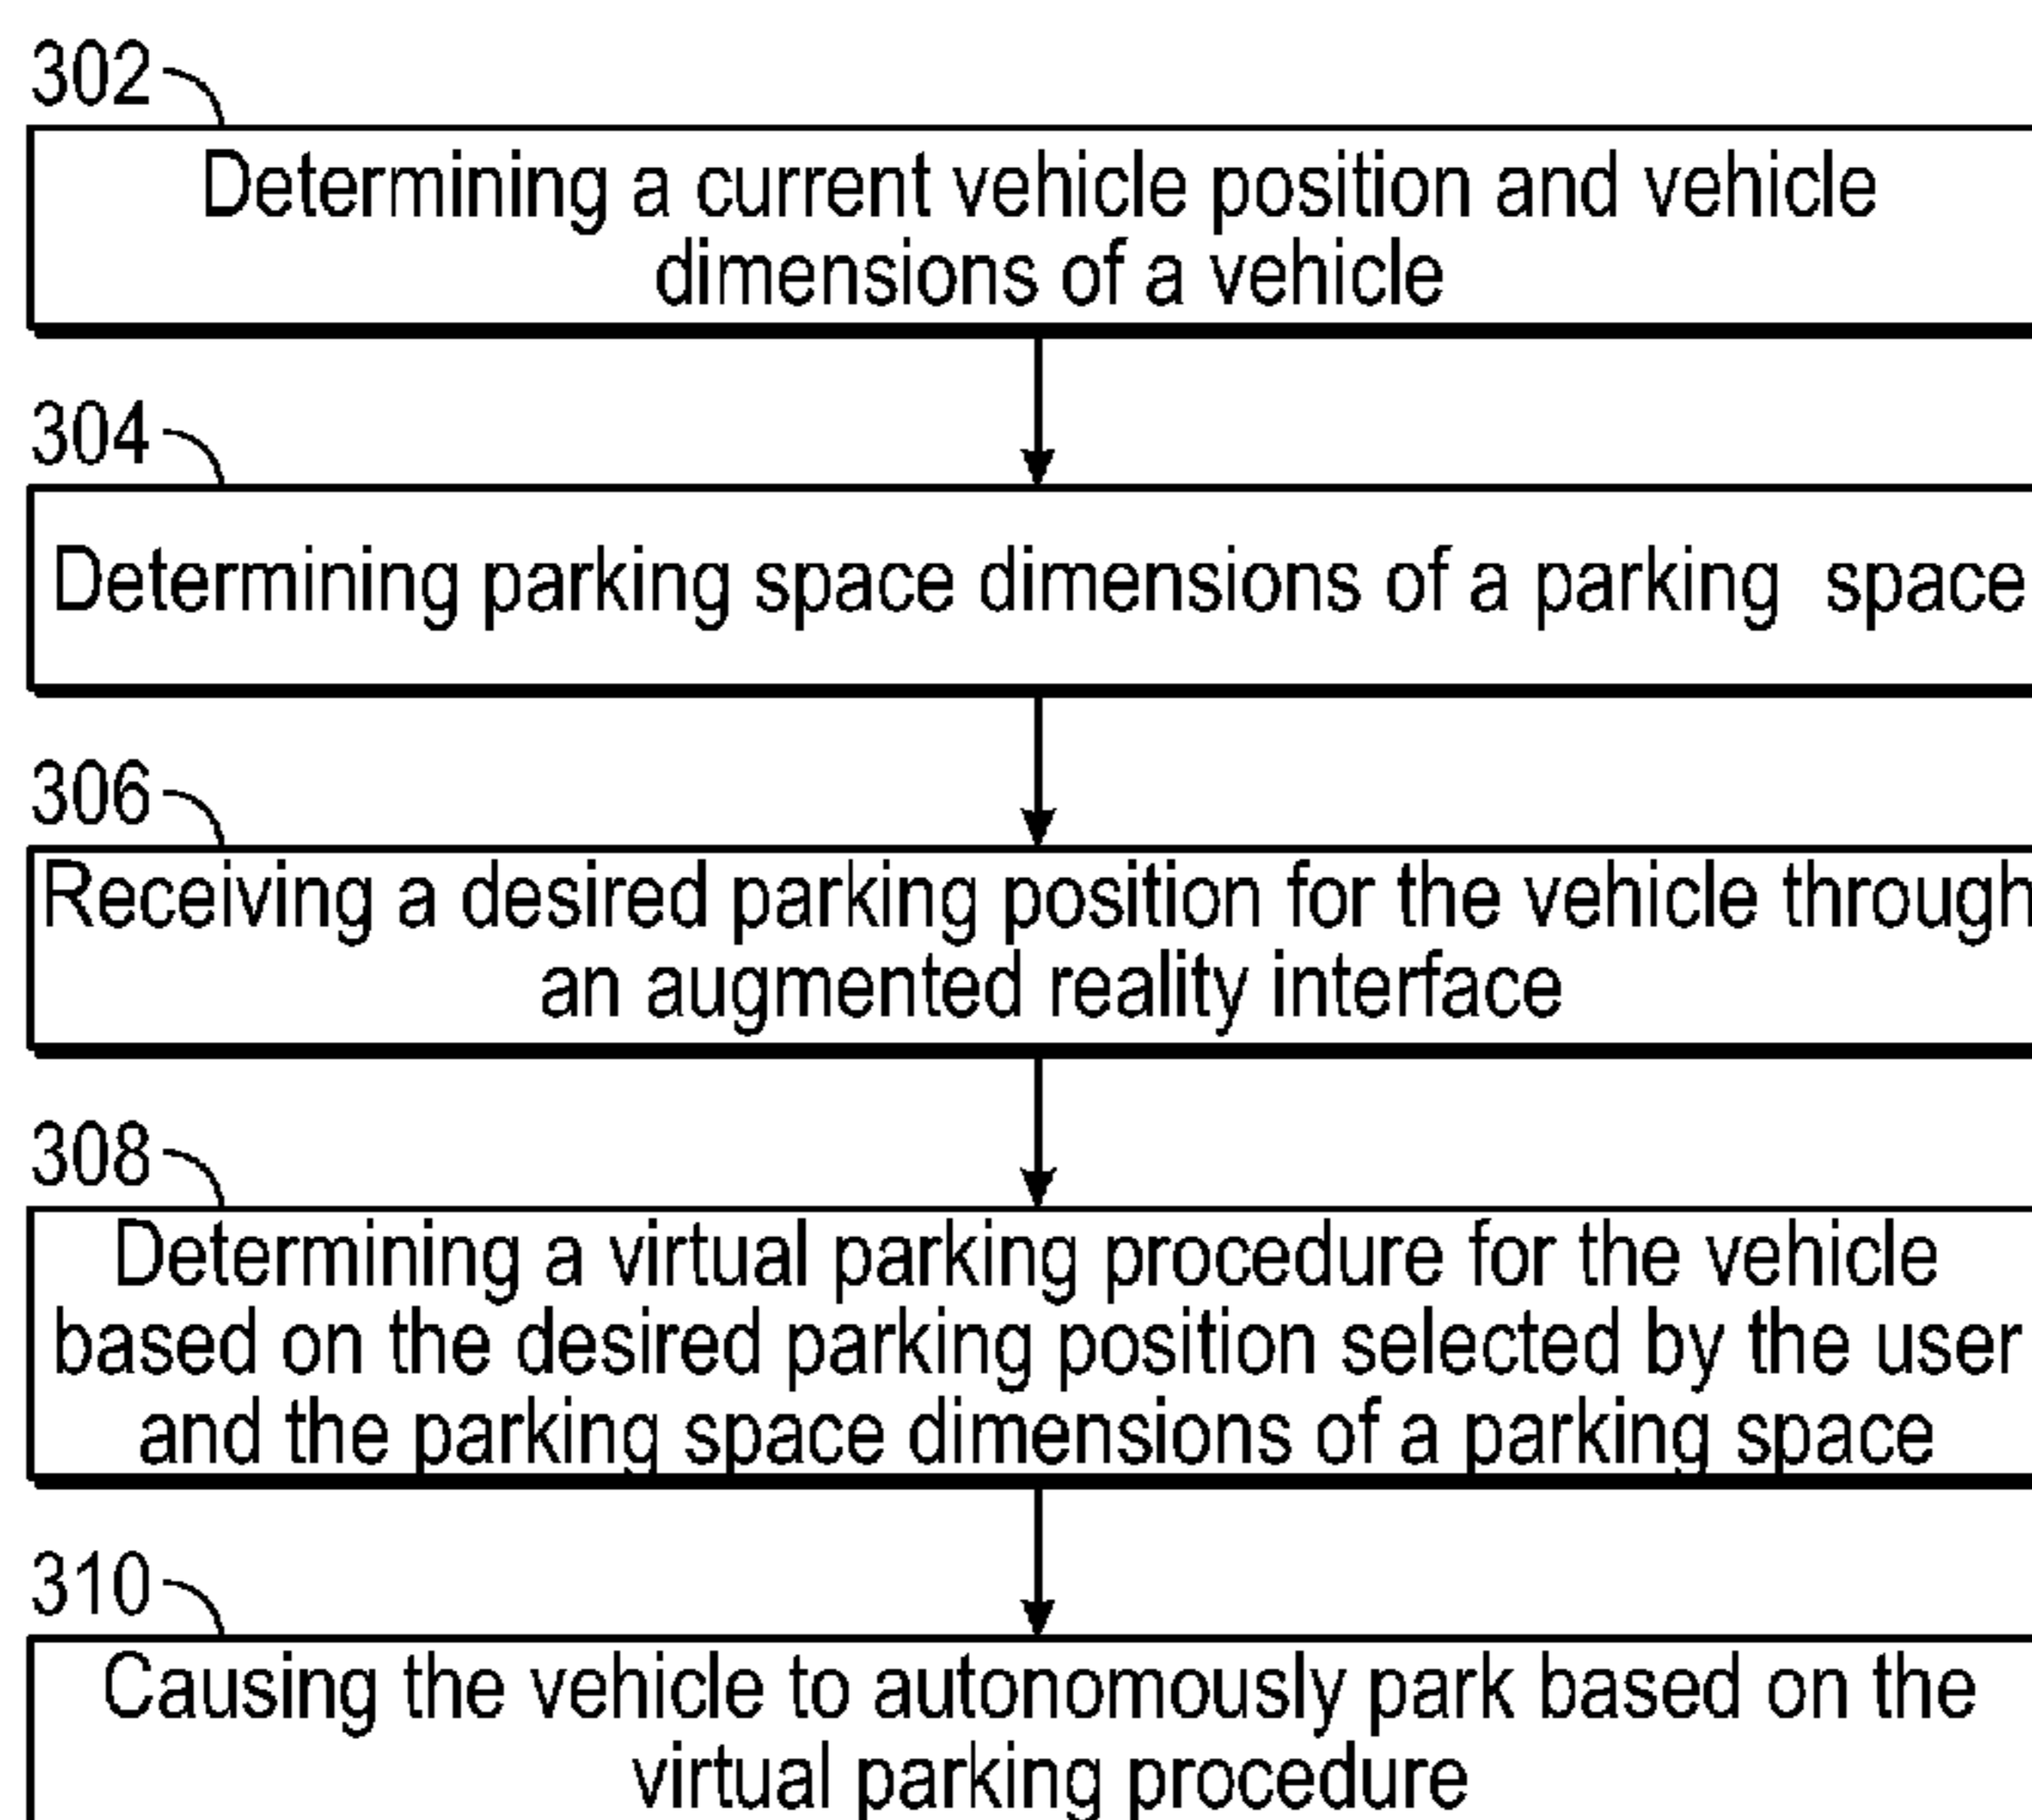 302
Determining a current vehicle position and vehicle
dimensions of a vehicle
304
Determining parking space dimensions of a parking space
306
Receiving a desired parking position for the vehicle through
an augmented reality interface
308
Determining a virtual parking procedure for the vehicle
based on the desired parking position selected by the user
and the parking space dimensions of a parking space
310
Causing the vehicle to autonomously park based on the
virtual parking procedure